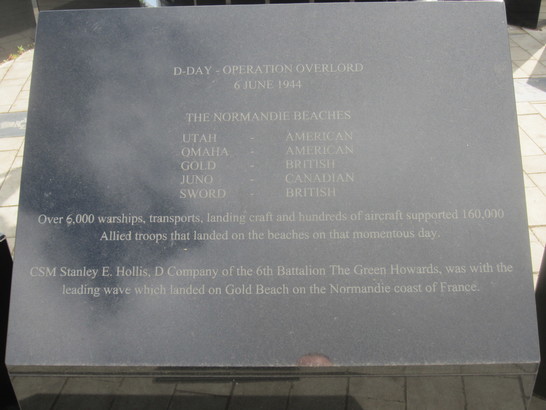 D-DAY - OPERATION OVERLORD
6 JUNE 1944
THE NORMANDIE BEACHES
UTAH - AMERICAN
OMAHA - AMERICAN
GOLD - BRITISH
JUNO - CANADIAN
SWORD - BRITISH
Over 6,000 warships, transports, landing craft and hundreds of aircraft supported 160,000
Allied troops that landed on the beaches on that momentous day.
CSM Stanley E. Hollis, D Company of the 6th Battalion The Green Howards, was with the
leading wave which landed on Gold Beach on the Normandie coast of France.